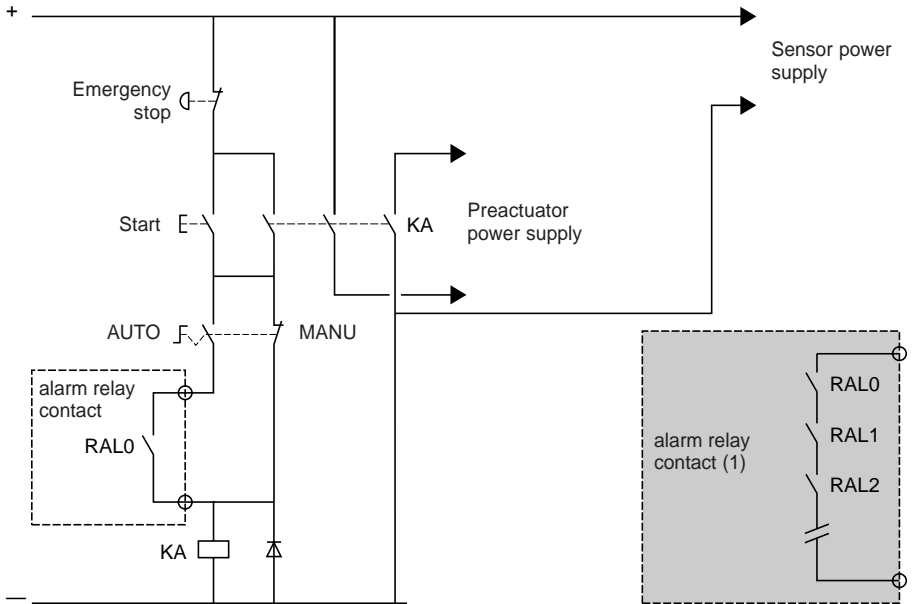 +
Sensor power
supply
Emergency
stop
Start
KA
Preactuator
power supply
AUTO
MANU
alarm relay
contact
RAL0
RAL0
RAL1
alarm relay
contact (1)
RAL2
KA
—